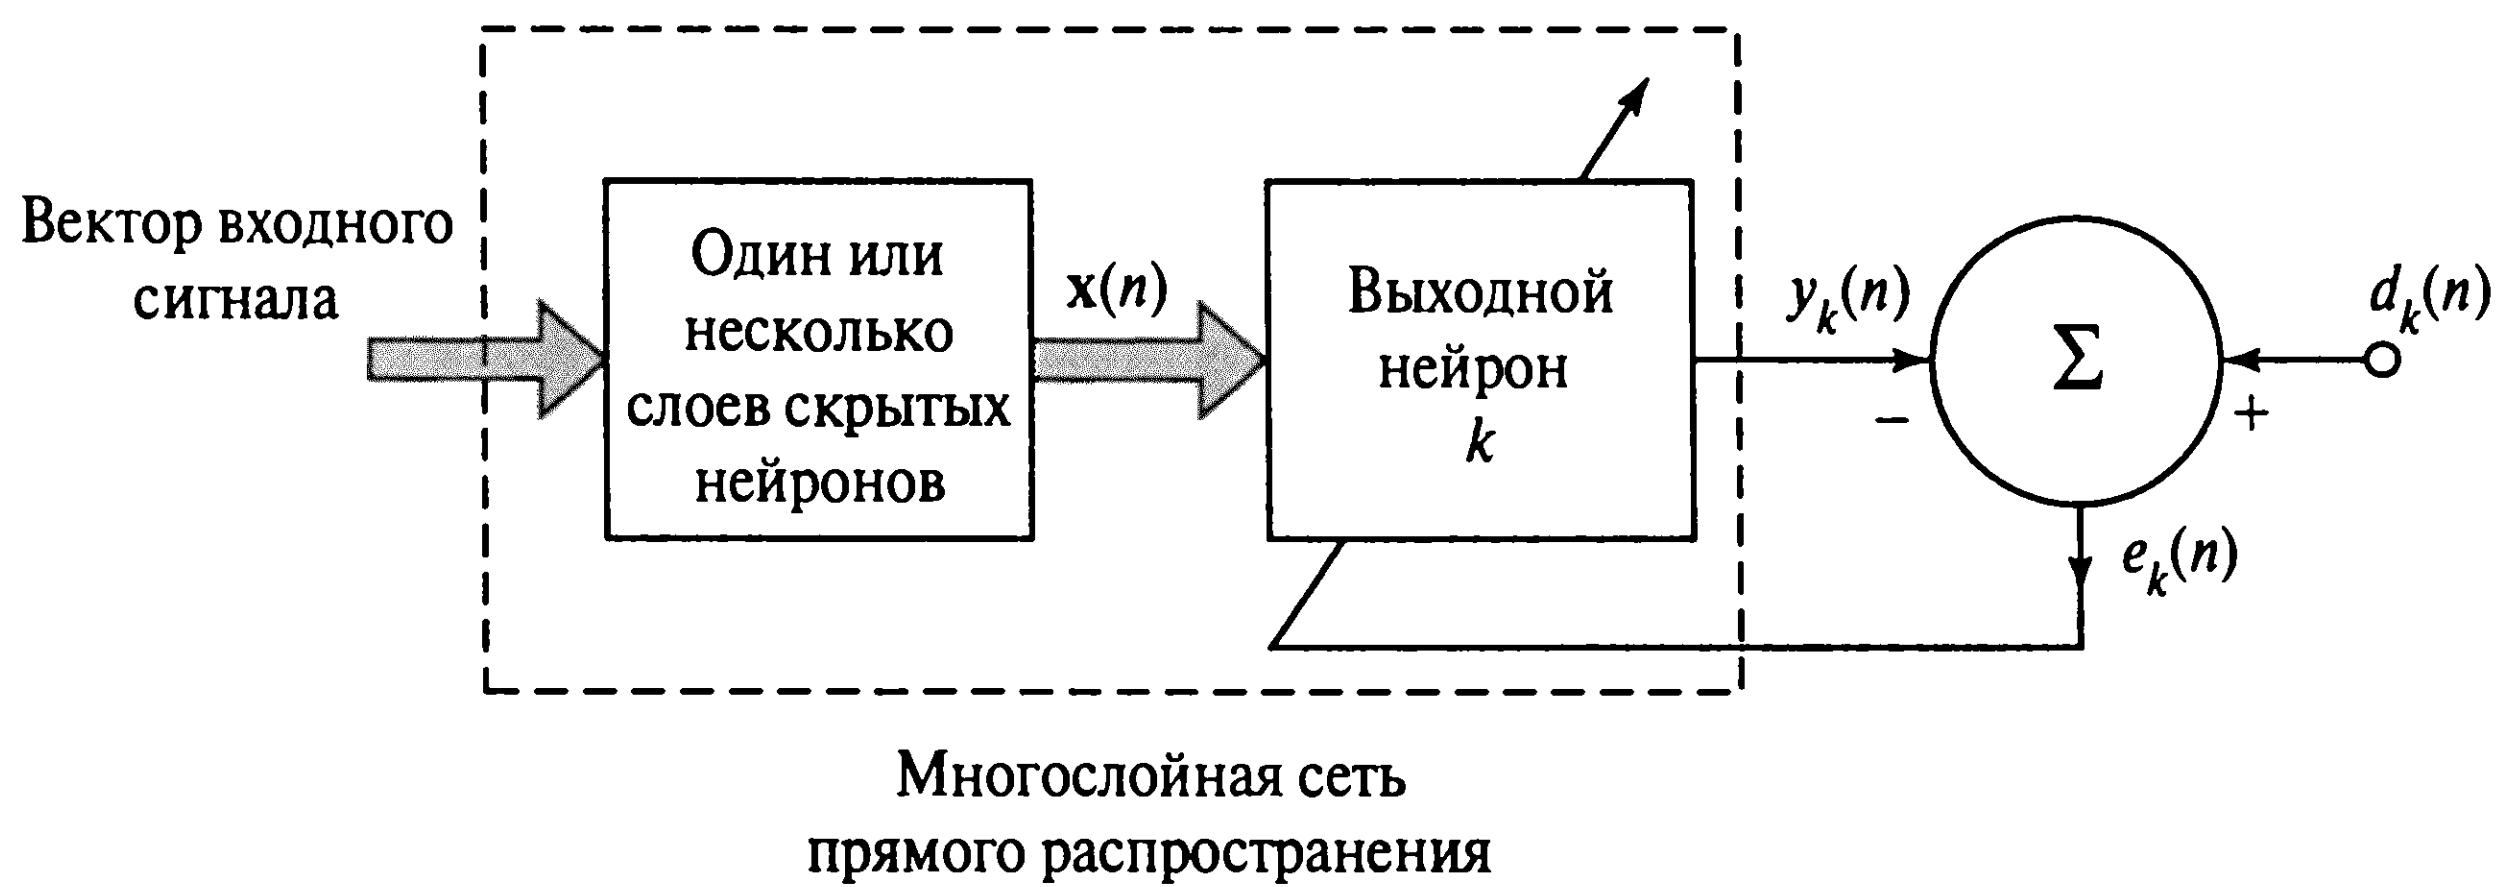 Вектор входного
сигнала
Один или
несколько
слоев скрытых
нейронов
x(n)
Выходной
нейрон
k
y_k(n)
Σ
d_k(n)
−
+
e_k(n)
Многослойная сеть
прямого распространения